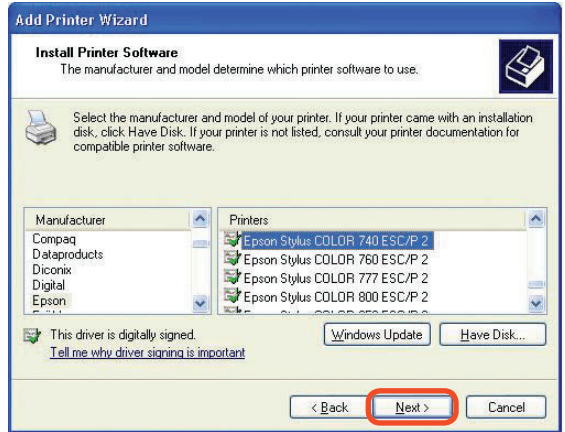 Add Printer Wizard
Install Printer Software
The manufacturer and model determine which printer software to use.
Select the manufacturer and model of your printer. If your printer came with an installation
disk, click Have Disk. If your printer is not listed, consult your printer documentation for
compatible printer software.
Manufacturer
Compaq
Dataproducts
Diconix
Digital
Epson
Printers
Epson Stylus COLOR 740 ESC/P 2
Epson Stylus COLOR 760 ESC/P 2
Epson Stylus COLOR 777 ESC/P 2
Epson Stylus COLOR 800 ESC/P 2
This driver is digitally signed.
Tell me why driver signing is important
Windows Update
Have Disk...
< Back
Next >
Cancel